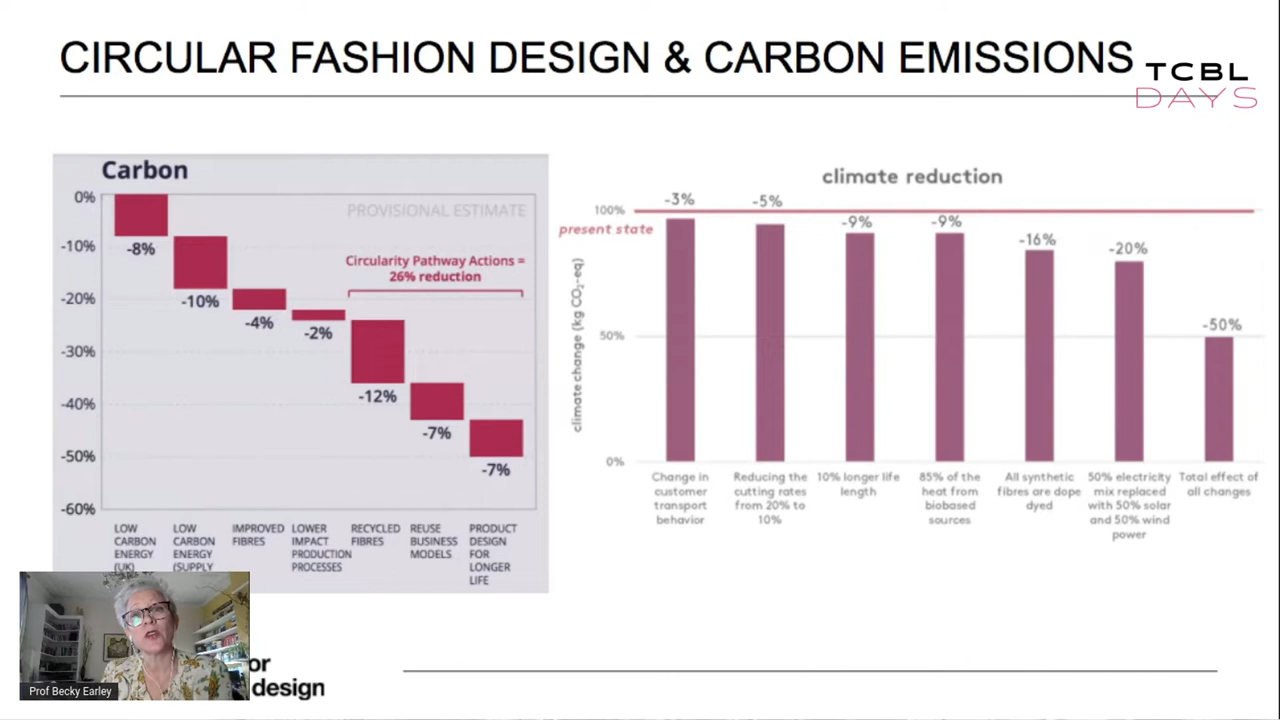 CIRCULAR FASHION DESIGN & CARBON EMISSIONS
TCBL
DAYS
Carbon
0%
-10%
-20%
-30%
-40%
-50%
-60%
PROVISIONAL ESTIMATE
Circularity Pathway Actions =
26% reduction
-8%
-10%
-4%
-2%
-12%
-7%
-7%
LOW
CARBON
ENERGY
(UK)
LOW
CARBON
ENERGY
(SUPPLY
IMPROVED
FIBRES
LOWER
IMPACT
PRODUCTION
PROCESSES
RECYCLED
FIBRES
REUSE
BUSINESS
MODELS
PRODUCT
DESIGN
FOR
LONGER
LIFE
climate reduction
100%
present state
50%
0%
climate change (kg CO₂-eq)
-3%
-5%
-9%
-9%
-16%
-20%
-50%
Change in
customer
transport
behavior
Reducing the
cutting rates
from 20% to
10%
10% longer life
length
85% of the
heat from
biobased
sources
All synthetic
fibres are dope
dyed
50% electricity
mix replaced
with 50% solar
and 50% wind
power
Total effect of
all changes
Prof Becky Earley
or
design